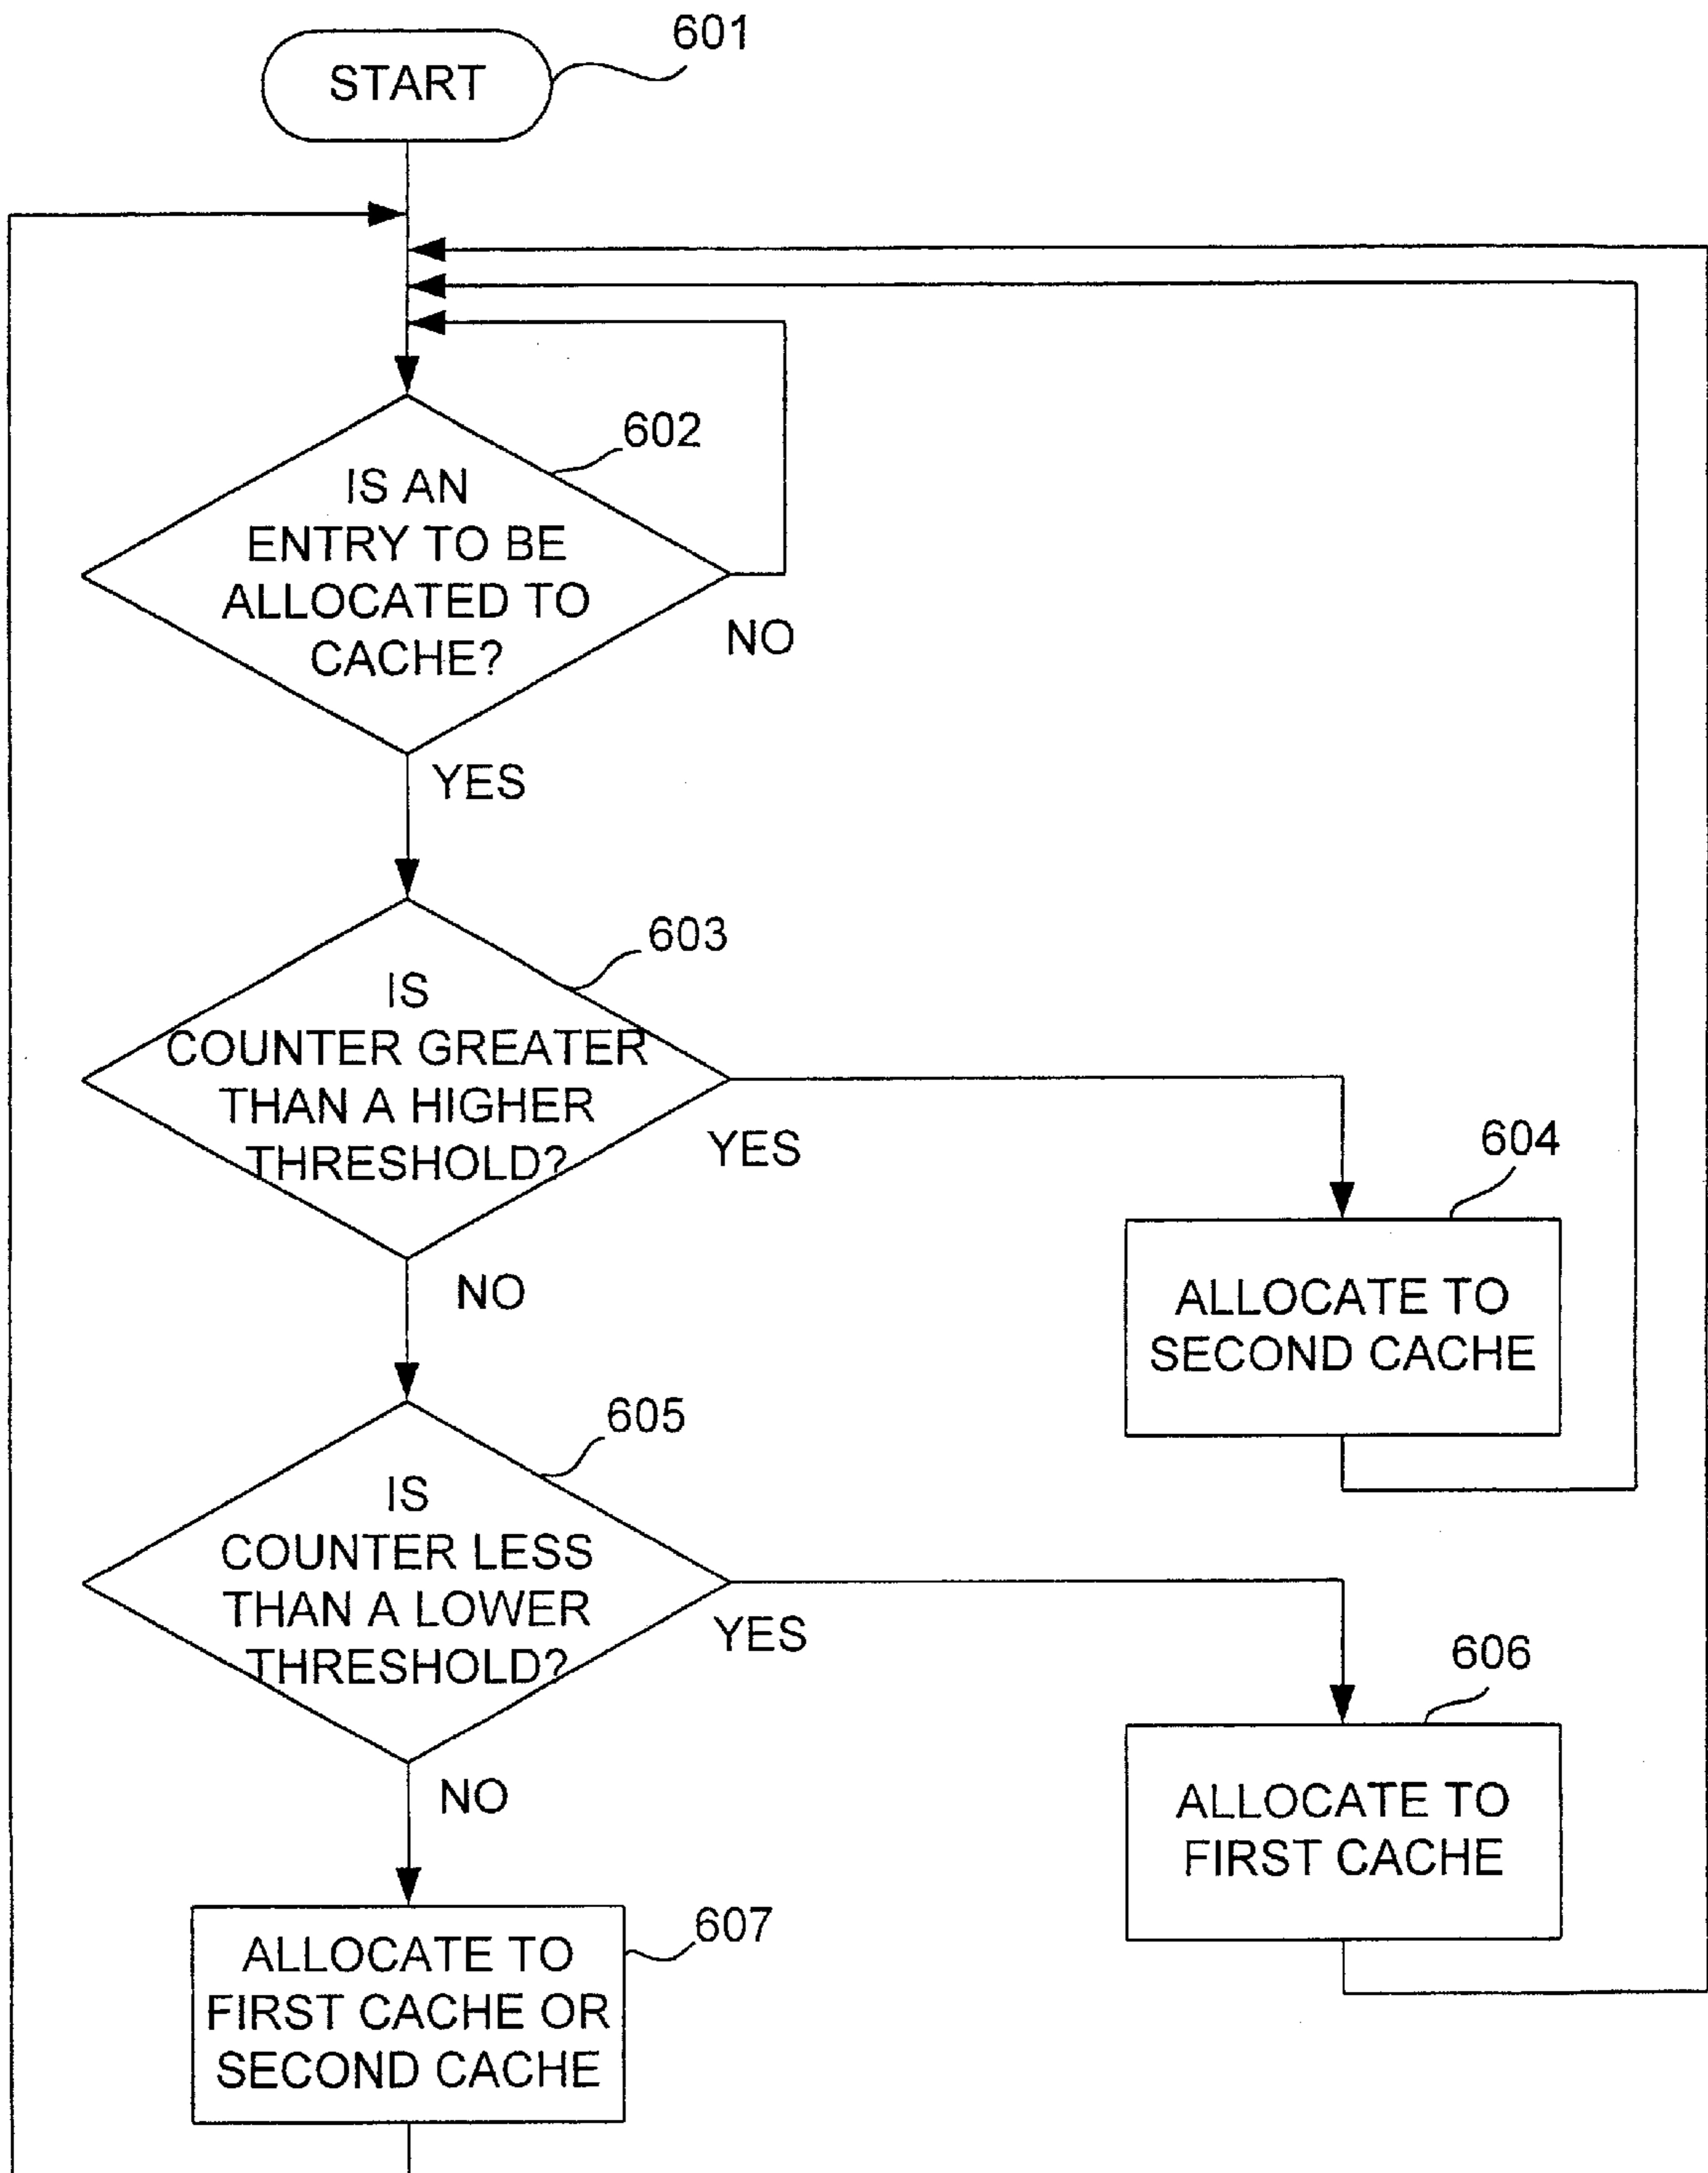 601
START
602
IS AN
ENTRY TO BE
ALLOCATED TO
CACHE?
NO
YES
603
IS
COUNTER GREATER
THAN A HIGHER
THRESHOLD?
YES
604
ALLOCATE TO
SECOND CACHE
NO
605
IS
COUNTER LESS
THAN A LOWER
THRESHOLD?
YES
606
ALLOCATE TO
FIRST CACHE
NO
607
ALLOCATE TO
FIRST CACHE OR
SECOND CACHE